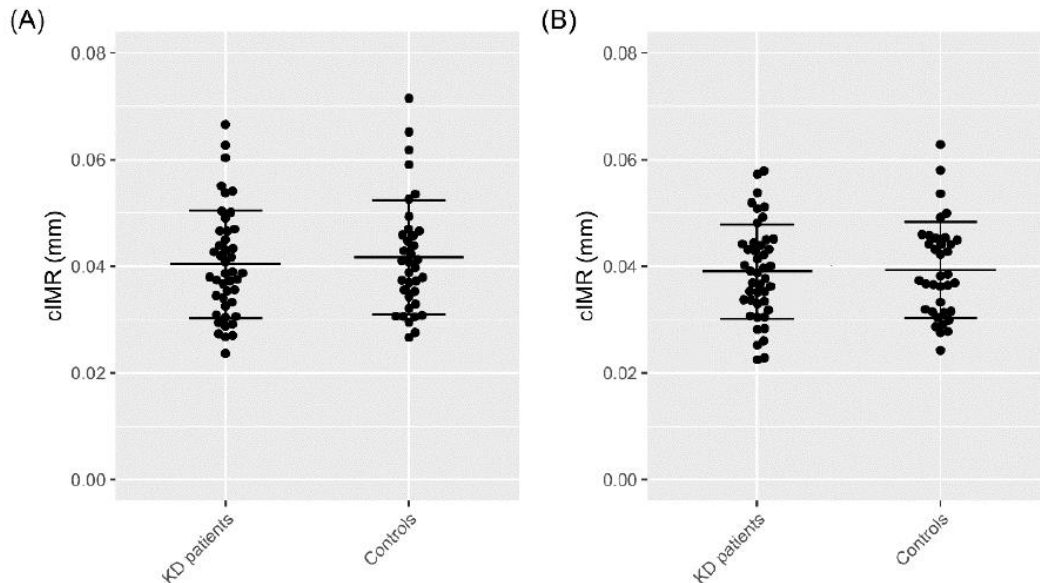 (A)
cIMR (mm)
0.08
0.06
0.04
0.02
0.00
KD patients
Controls
(B)
cIMR (mm)
0.08
0.06
0.04
0.02
0.00
KD patients
Controls